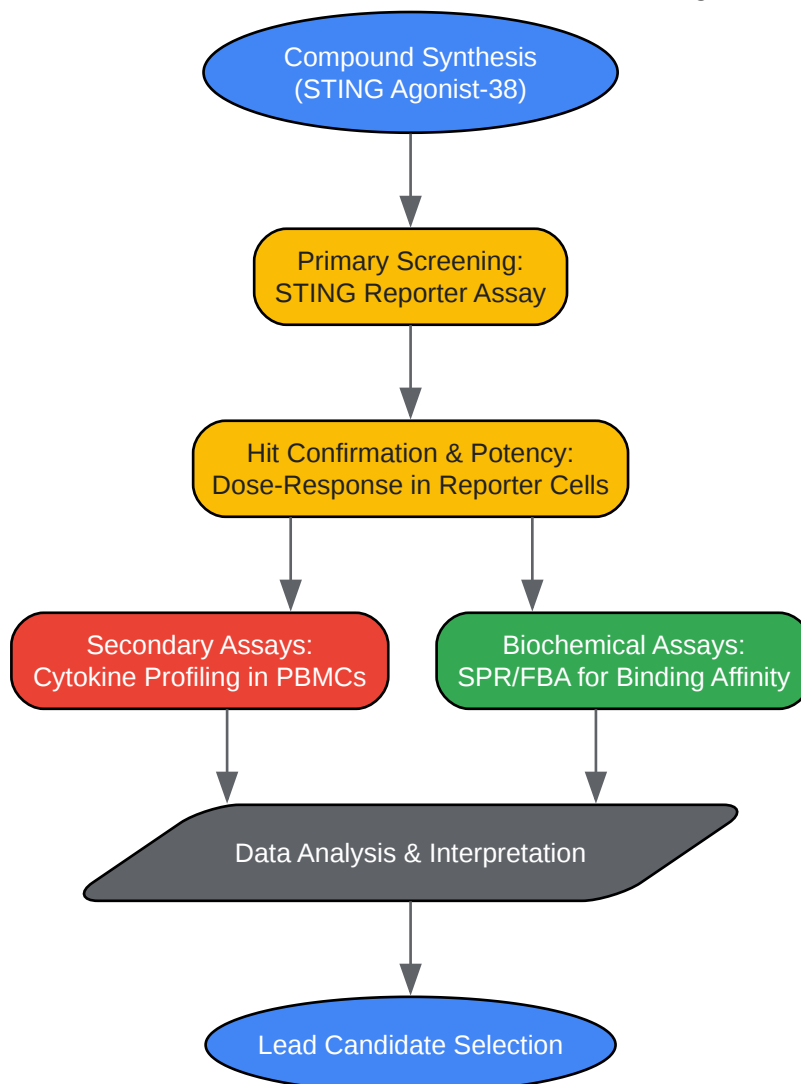 Compound Synthesis
(STING Agonist-38)
Primary Screening:
STING Reporter Assay
Hit Confirmation & Potency:
Dose-Response in Reporter Cells
Secondary Assays:
Cytokine Profiling in PBMCs
Biochemical Assays:
SPR/FBA for Binding Affinity
Data Analysis & Interpretation
Lead Candidate Selection